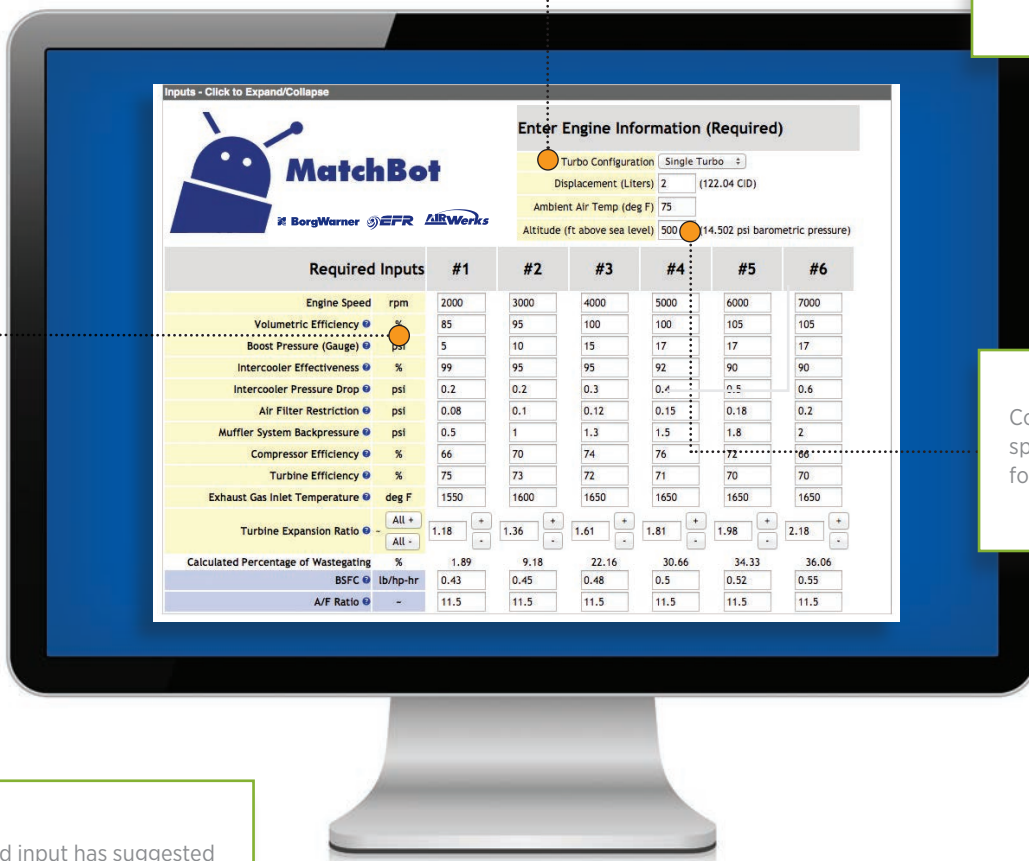 Inputs - Click to Expand/Collapse
MatchBot
BorgWarner EFR AiRWerks
Enter Engine Information (Required)
Turbo Configuration Single Turbo
Displacement (Liters) 2 (122.04 CID)
Ambient Air Temp (deg F) 75
Altitude (ft above sea level) 500 (14.502 psi barometric pressure)
Required Inputs #1 #2 #3 #4 #5 #6
Engine Speed rpm 2000 3000 4000 5000 6000 7000
Volumetric Efficiency % 85 95 100 100 105 105
Boost Pressure (Gauge) psi 5 10 15 17 17 17
Intercooler Effectiveness % 99 95 95 92 90 90
Intercooler Pressure Drop psi 0.2 0.2 0.3 0.4 0.5 0.6
Air Filter Restriction psi 0.08 0.1 0.12 0.15 0.18 0.2
Muffler System Backpressure psi 0.5 1 1.3 1.5 1.8 2
Compressor Efficiency % 66 70 74 76 72 66
Turbine Efficiency % 75 73 72 71 70 70
Exhaust Gas Inlet Temperature deg F 1550 1600 1650 1650 1650 1650
All +
Turbine Expansion Ratio - 1.18 + 1.36 + 1.61 + 1.81 + 1.98 + 2.18 +
All - - - - - - -
Calculated Percentage of Wastegating % 1.89 9.18 22.16 30.66 34.33 36.06
BSFC lb/hp-hr 0.43 0.45 0.48 0.5 0.52 0.55
A/F Ratio - 11.5 11.5 11.5 11.5 11.5 11.5
Co
sp
fo
d input has suggested